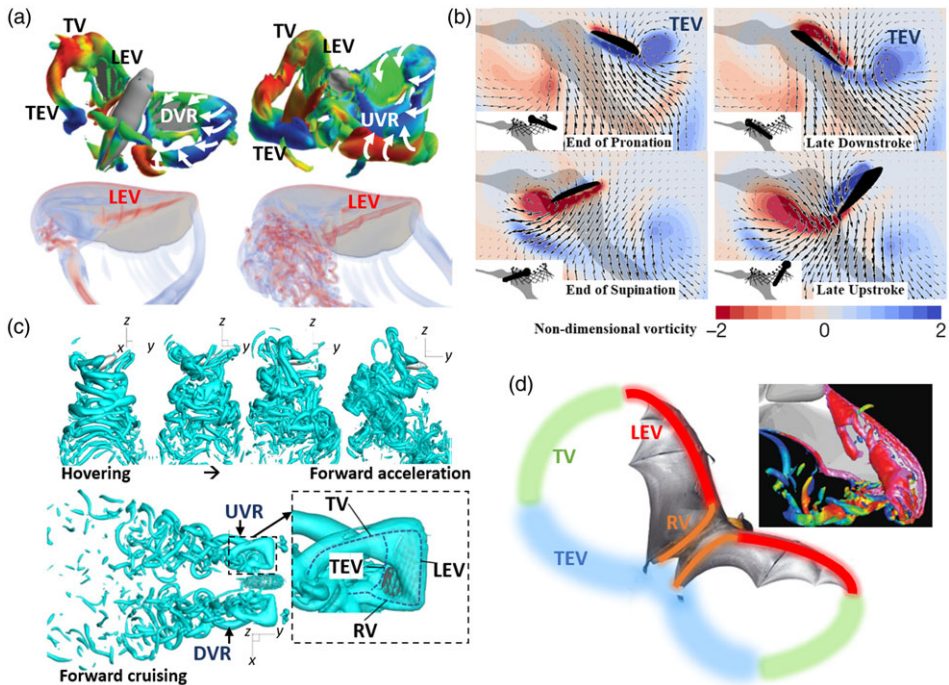 (a)
TV
LEV
TEV
DVR
TV
LEV
TEV
UVR
LEV
LEV
(b)
TEV
End of Pronation
TEV
Late Downstroke
End of Supination
Late Upstroke
Non-dimensional vorticity
−2 0 2
(c)
z
x y
z
y
z
y
z
y
Hovering → Forward acceleration
UVR
DVR
z y
x
Forward cruising
TV
TEV
LEV
RV
(d)
LEV
TV
RV
TEV